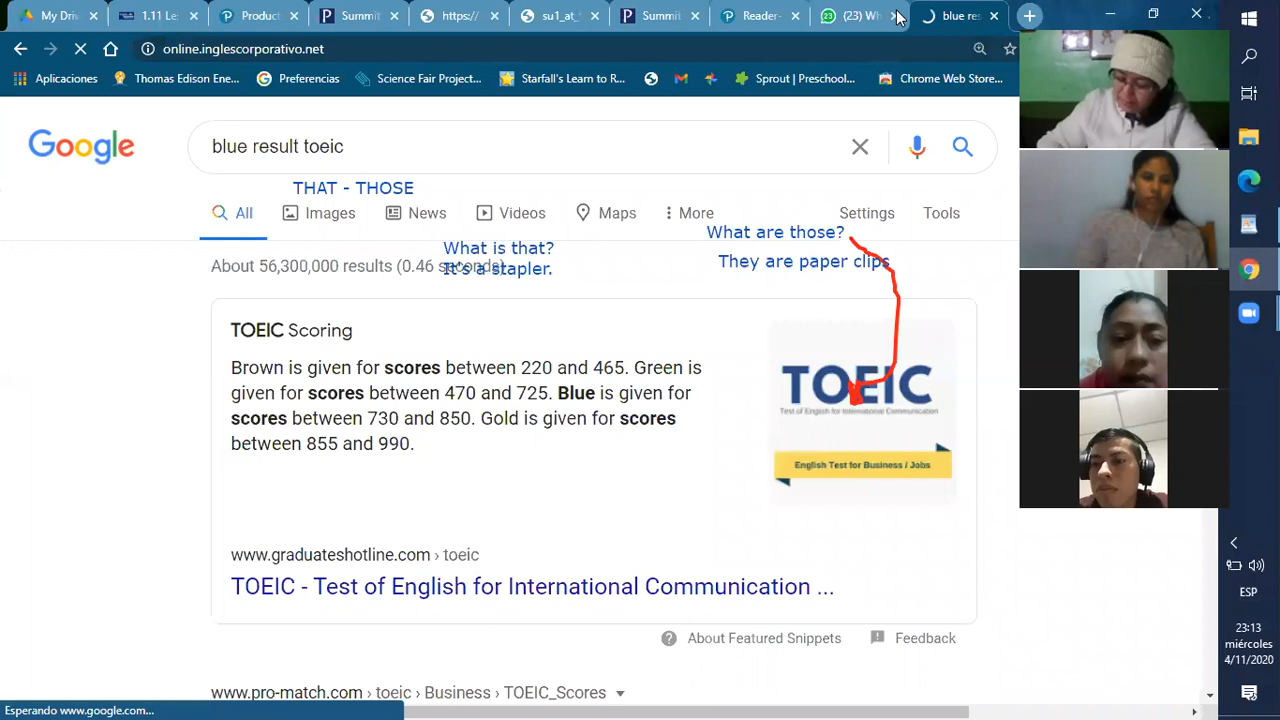 My Driv
1.11 Le
Product
Summit
https://
su1_at_
Summit
Reader-
(23) Wh
blue res
online.inglescorporativo.net
Aplicaciones
Thomas Edison Ene...
Preferencias
Science Fair Project...
Starfall's Learn to R...
Sprout | Preschool...
Chrome Web Store...
Google
blue result toeic
THAT - THOSE
All
Images
News
Videos
Maps
More
Settings
Tools
What are those?
What is that?
They are paper clips
About 56,300,000 results (0.46 seconds)
It's a stapler.
TOEIC Scoring
Brown is given for scores between 220 and 465. Green is
given for scores between 470 and 725. Blue is given for
scores between 730 and 850. Gold is given for scores
between 855 and 990.
TOEIC
Test of English for International Communication
English Test for Business / Jobs
www.graduateshotline.com › toeic
TOEIC - Test of English for International Communication ...
About Featured Snippets
Feedback
www.pro-match.com › toeic › Business › TOEIC_Scores
Esperando www.google.com...
ESP
23:13
miércoles
4/11/2020